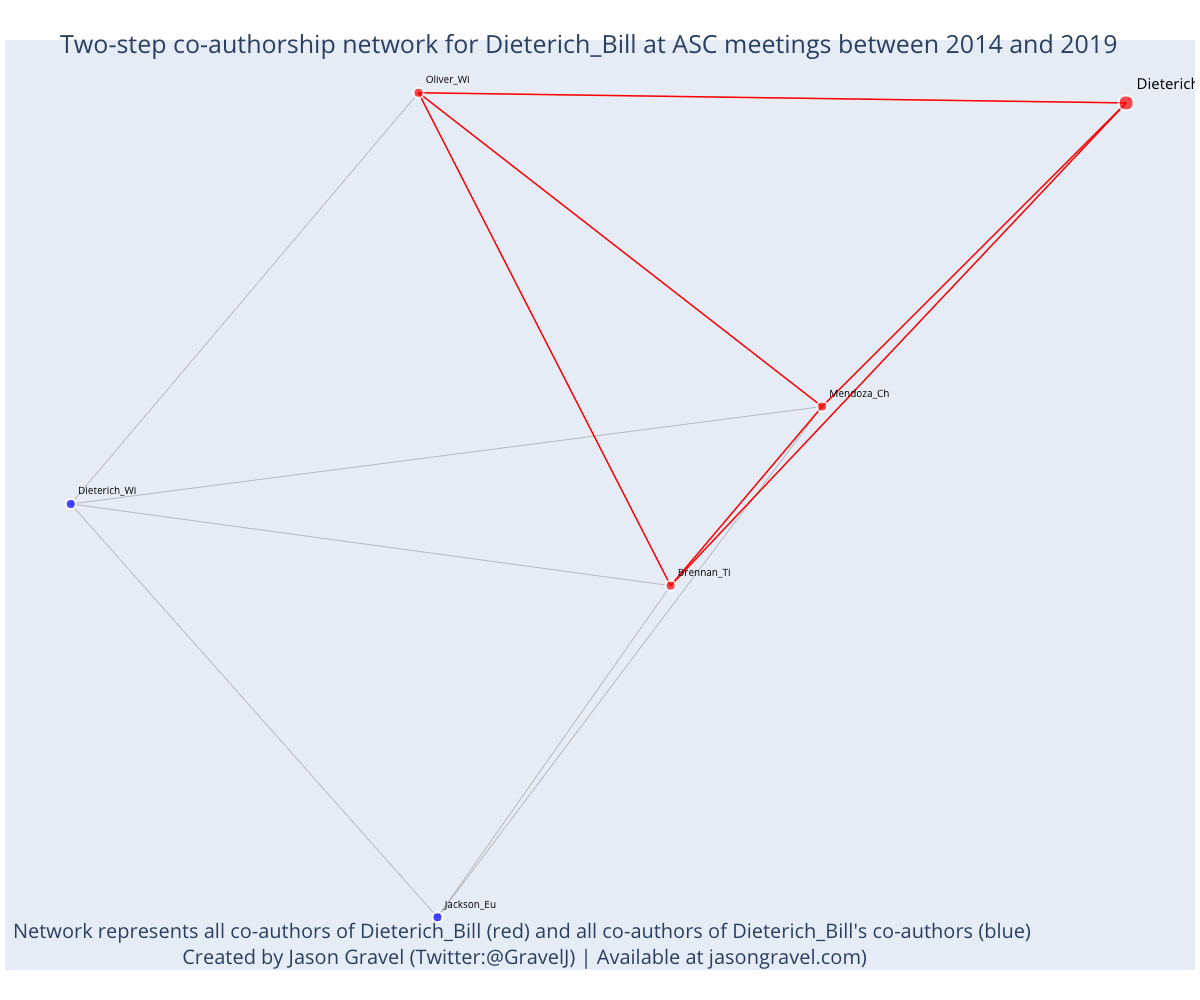 Two-step co-authorship network for Dieterich_Bill at ASC meetings between 2014 and 2019
Oliver_Wi
Dieterich
Mendoza_Ch
Dieterich_Wi
Brennan_Ti
Jackson_Eu
Network represents all co-authors of Dieterich_Bill (red) and all co-authors of Dieterich_Bill's co-authors (blue)
Created by Jason Gravel (Twitter:@GravelJ) | Available at jasongravel.com)